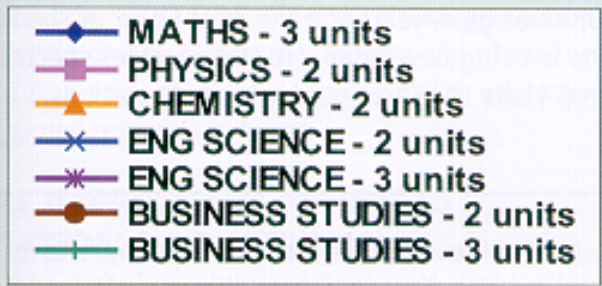 MATHS - 3 units
PHYSICS - 2 units
CHEMISTRY - 2 units
ENG SCIENCE - 2 units
ENG SCIENCE - 3 units
BUSINESS STUDIES - 2 units
BUSINESS STUDIES - 3 units